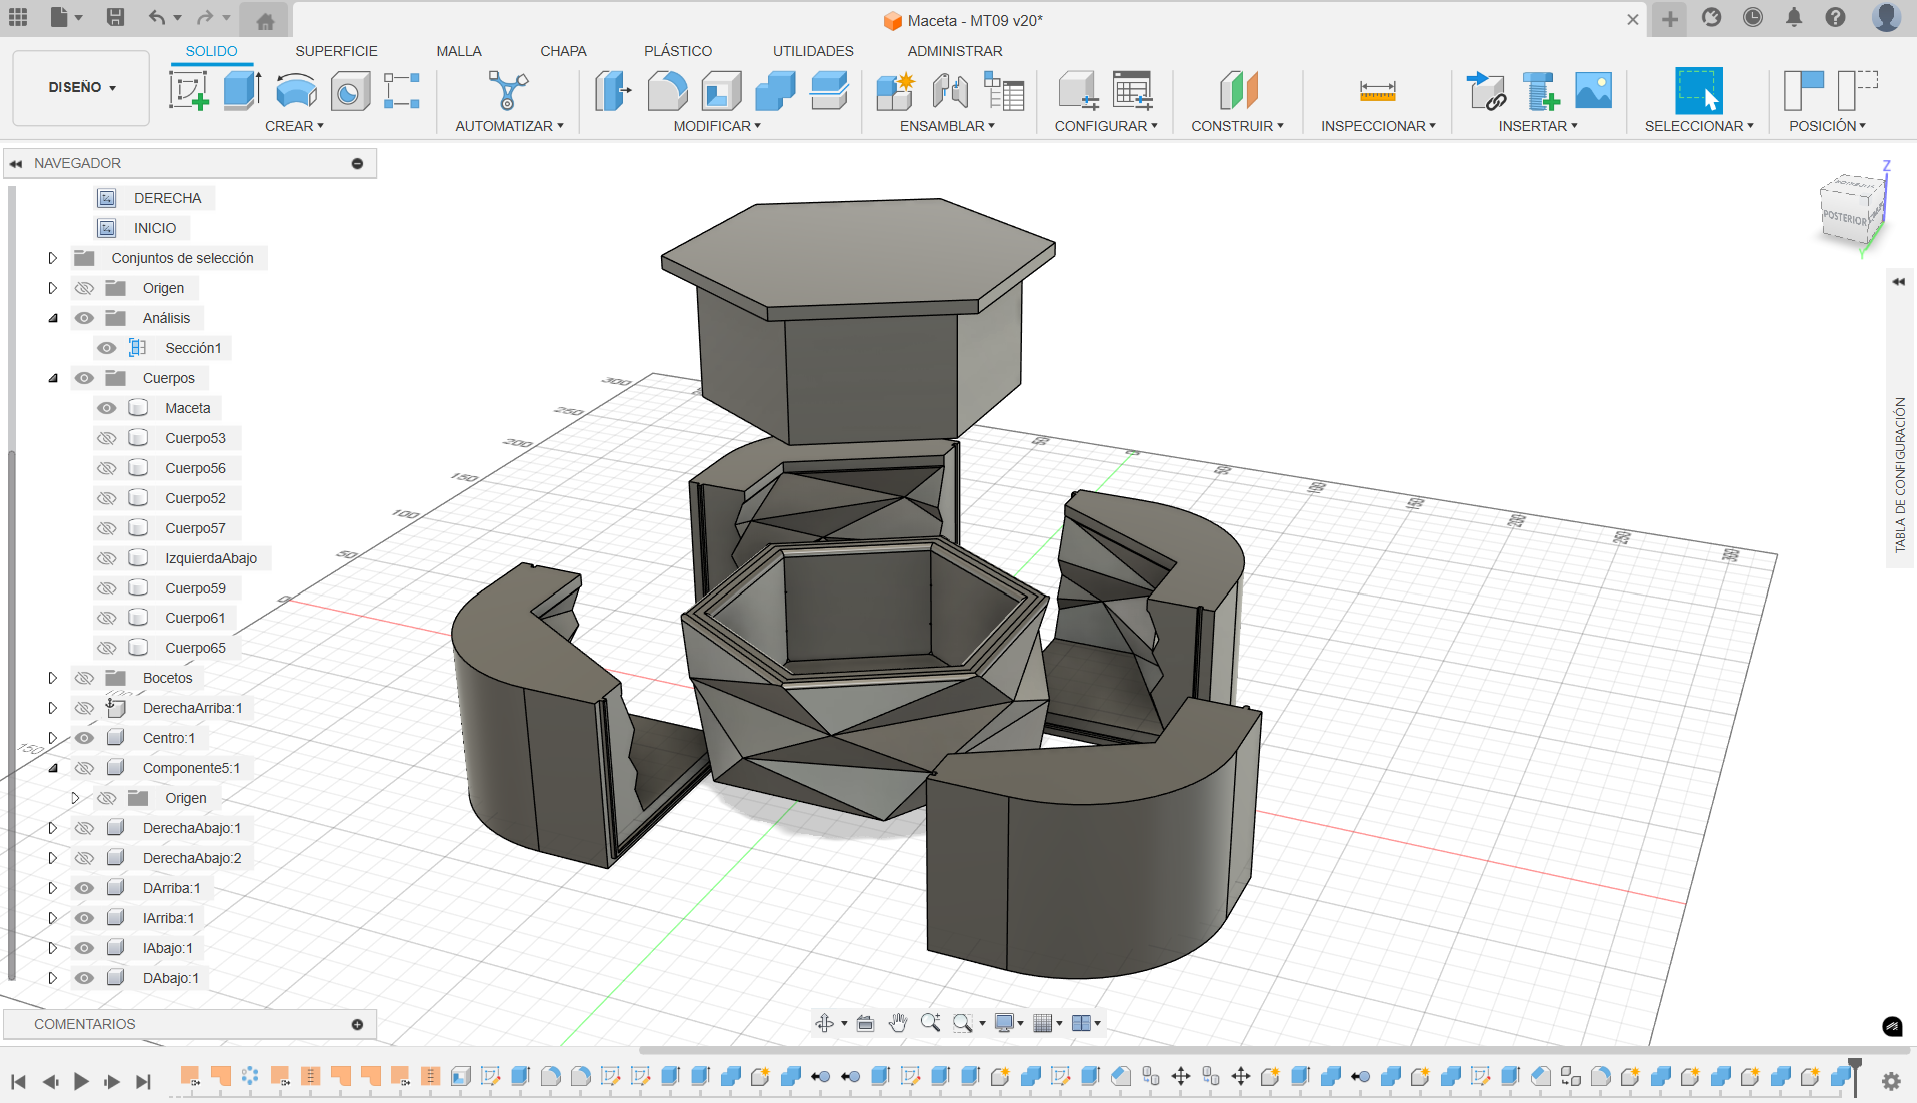 Maceta - MT09 v20*
SOLIDO SUPERFICIE MALLA CHAPA PLÁSTICO UTILIDADES ADMINISTRAR
DISEÑO
CREAR AUTOMATIZAR MODIFICAR ENSAMBLAR CONFIGURAR CONSTRUIR INSPECCIONAR INSERTAR SELECCIONAR POSICIÓN
NAVEGADOR
DERECHA
INICIO
Conjuntos de selección
Origen
Análisis
Sección1
Cuerpos
Maceta
Cuerpo53
Cuerpo56
Cuerpo52
Cuerpo57
IzquierdaAbajo
Cuerpo59
Cuerpo61
Cuerpo65
Bocetos
DerechaArriba:1
Centro:1
Componente5:1
Origen
DerechaAbajo:1
DerechaAbajo:2
DArriba:1
IArriba:1
IAbajo:1
DAbajo:1
COMENTARIOS
Z
POSTERIOR
Y
TABLA DE CONFIGURACIÓN
300
250
200
150
100
50
0
150
50
0
50
100
150
200
250
300